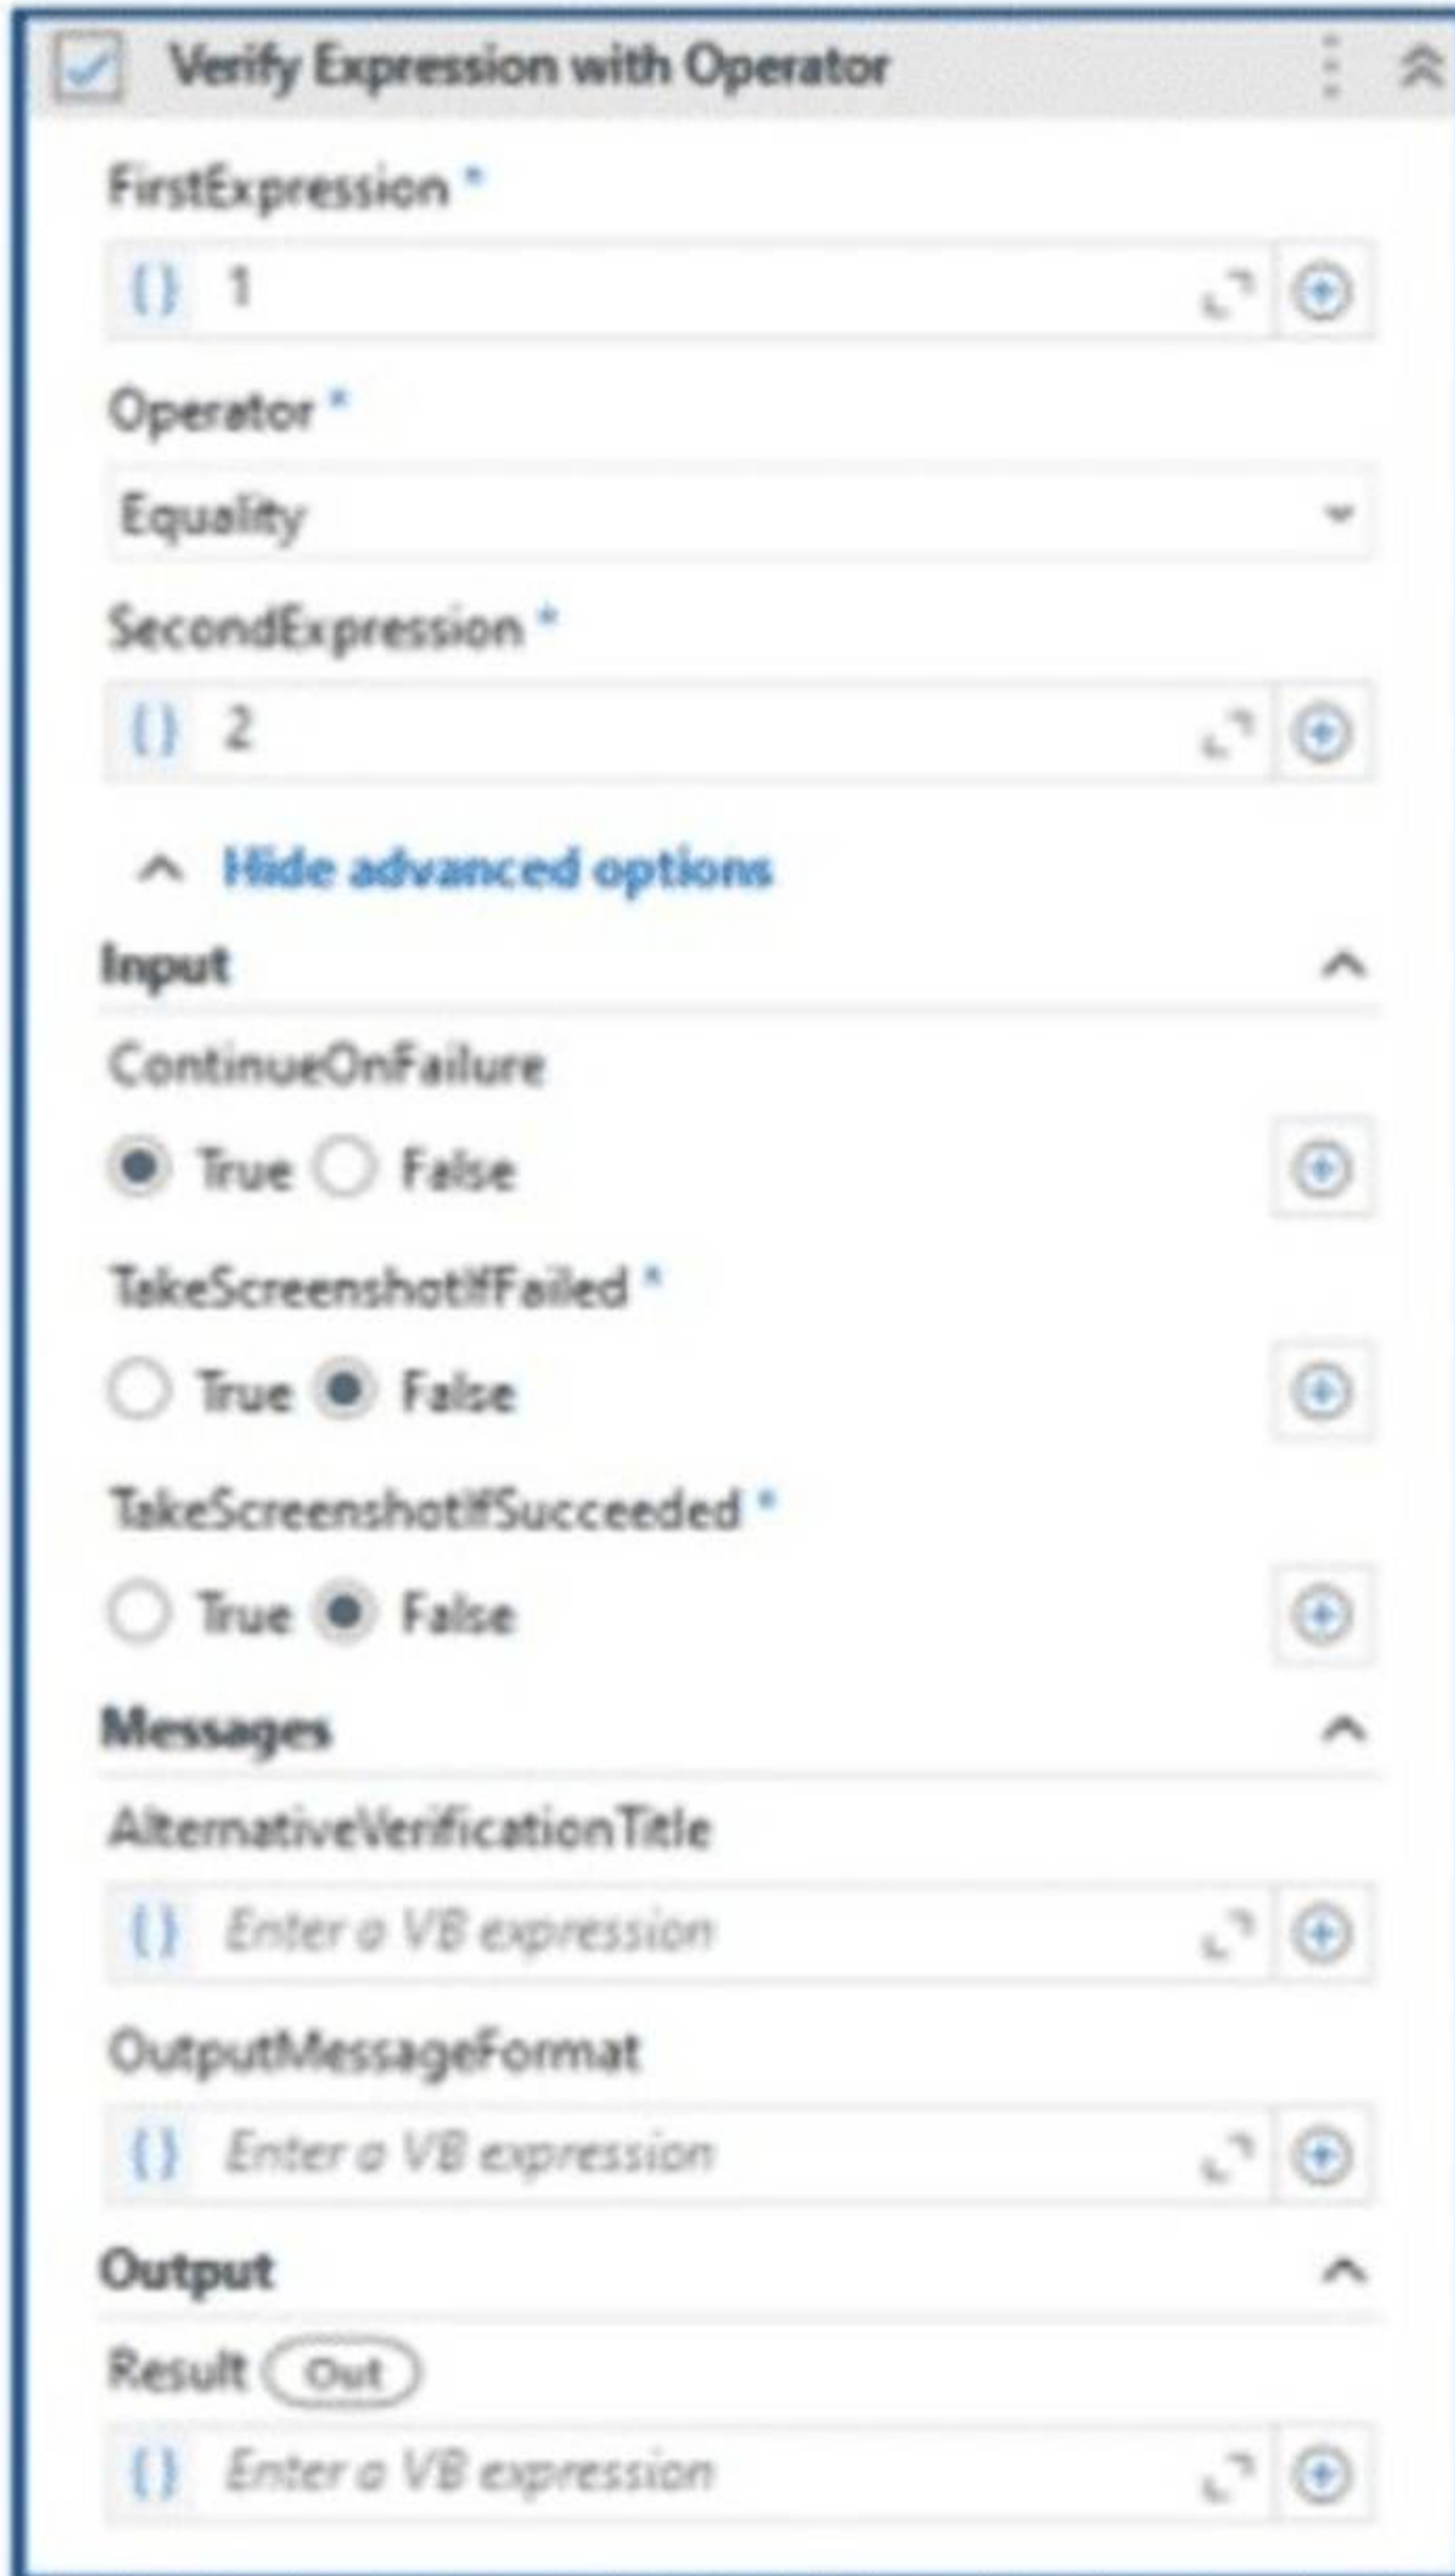 Verify Expression with Operator
FirstExpression *
{} 1
Operator *
Equality
SecondExpression *
{} 2
Hide advanced options
Input
ContinueOnFailure
True False
TakeScreenshotIfFailed *
True False
TakeScreenshotIfSucceeded *
True False
Messages
AlternativeVerificationTitle
{} Enter a VB expression
OutputMessageFormat
{} Enter a VB expression
Output
Result Out
{} Enter a VB expression